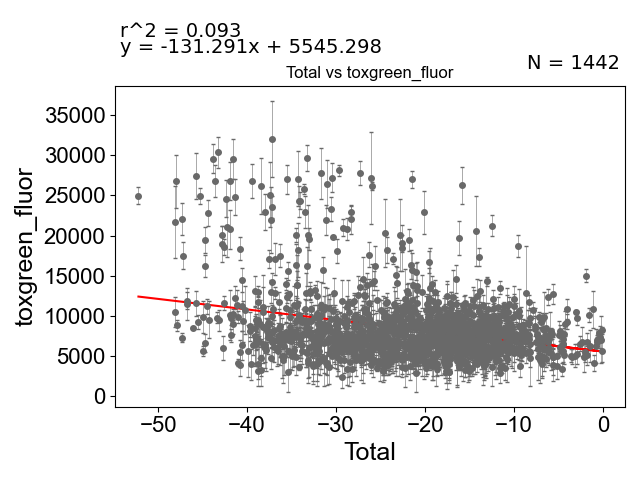 r^2 = 0.093
y = -131.291x + 5545.298
N = 1442
Total vs toxgreen_fluor
35000
30000
25000
20000
15000
10000
5000
0
toxgreen_fluor
−50
−40
−30
−20
−10
0
Total